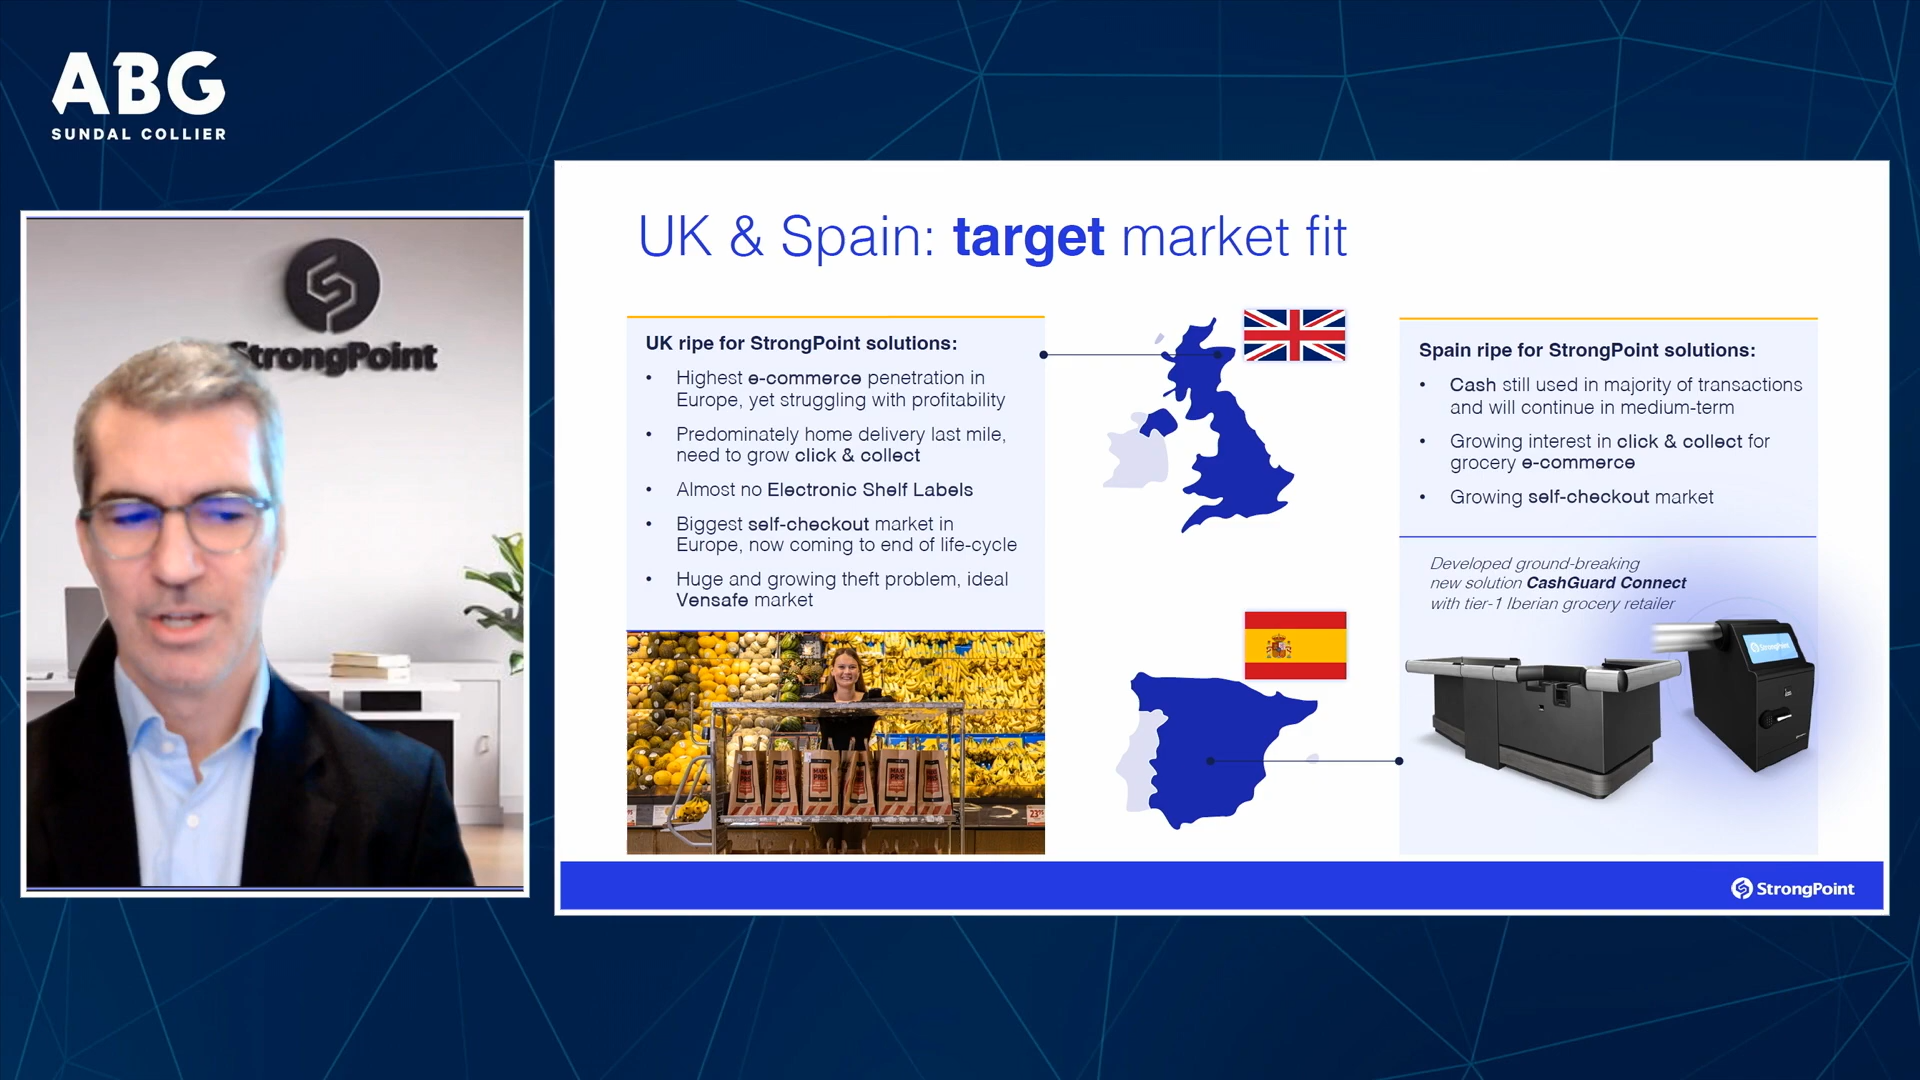 ABG
SUNDAL COLLIER
StrongPoint
UK & Spain: target market fit
UK ripe for StrongPoint solutions:
• Highest e-commerce penetration in
Europe, yet struggling with profitability
• Predominately home delivery last mile,
need to grow click & collect
• Almost no Electronic Shelf Labels
• Biggest self-checkout market in
Europe, now coming to end of life-cycle
• Huge and growing theft problem, ideal
Vensafe market
Spain ripe for StrongPoint solutions:
• Cash still used in majority of transactions
and will continue in medium-term
• Growing interest in click & collect for
grocery e-commerce
• Growing self-checkout market
Developed ground-breaking
new solution CashGuard Connect
with tier-1 Iberian grocery retailer
StrongPoint
StrongPoint